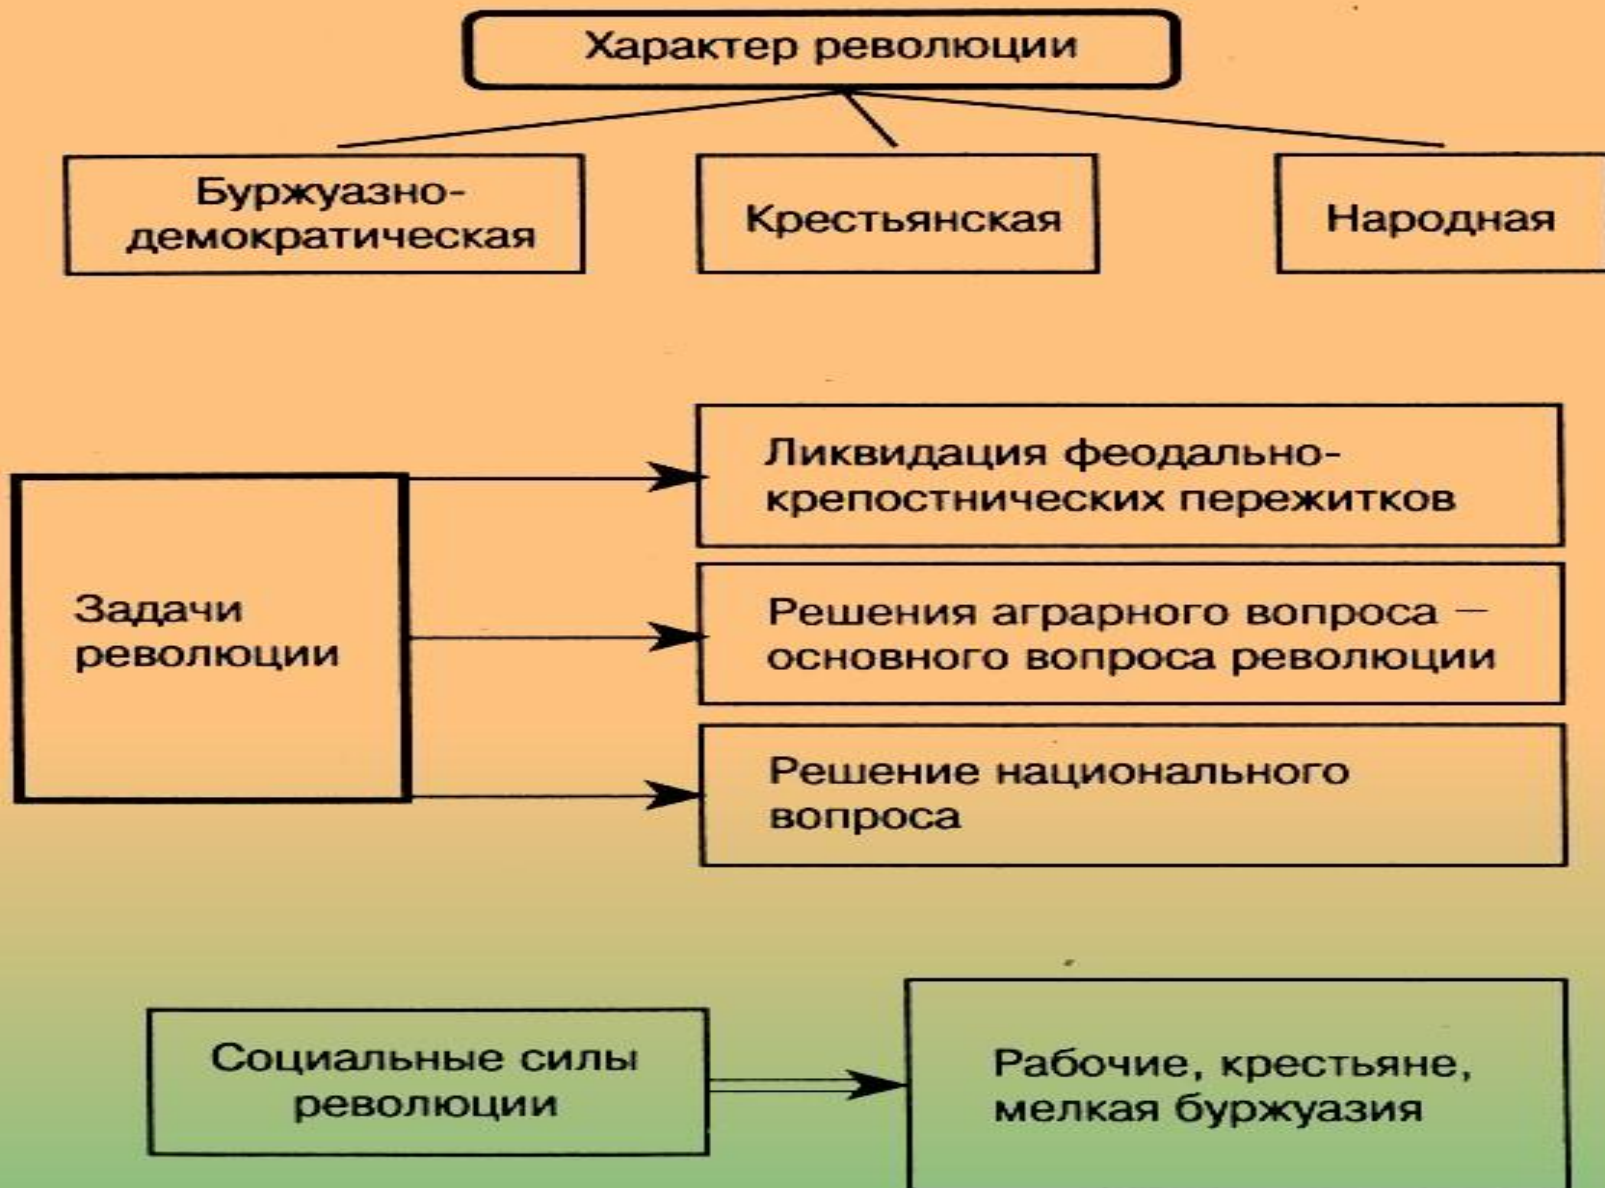 Характер революции
Буржуазно-
демократическая
Крестьянская
Народная
Задачи
революции
Ликвидация феодально-
крепостнических пережитков
Решения аграрного вопроса —
основного вопроса революции
Решение национального
вопроса
Социальные силы
революции
Рабочие, крестьяне,
мелкая буржуазия